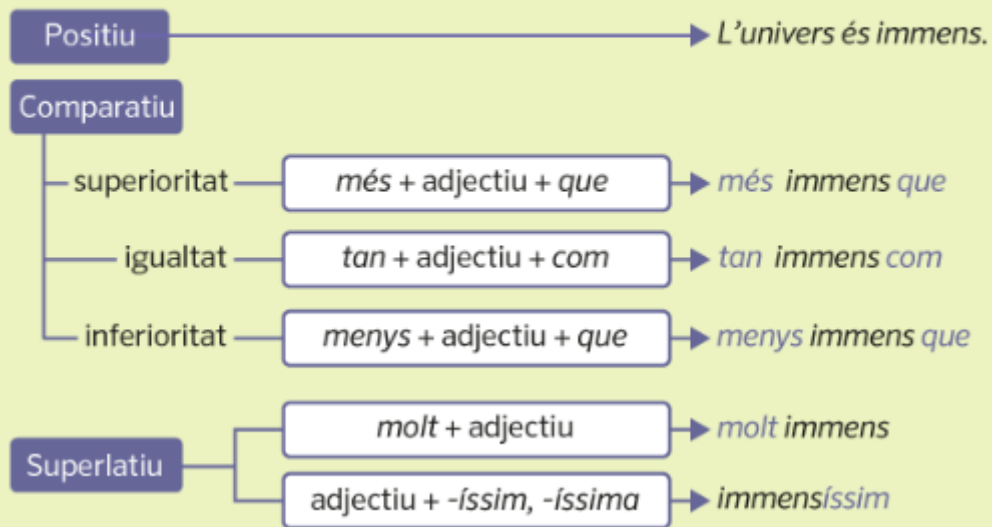 Positiu L'univers és immens.
Comparatiu
superioritat més + adjectiu + que més immens que
igualtat tan + adjectiu + com tan immens com
inferioritat menys + adjectiu + que menys immens que
molt + adjectiu molt immens
Superlatiu
adjectiu + -íssim, -íssima immensíssim